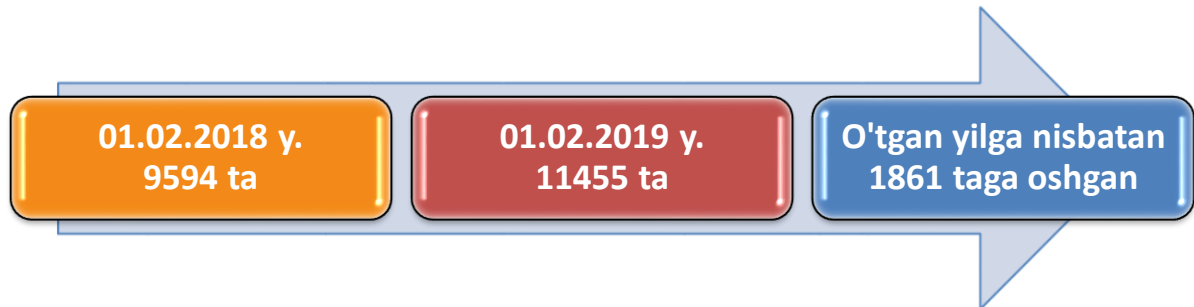 01.02.2018 y.
9594 ta
01.02.2019 y.
11455 ta
O'tgan yilga nisbatan
1861 taga oshgan